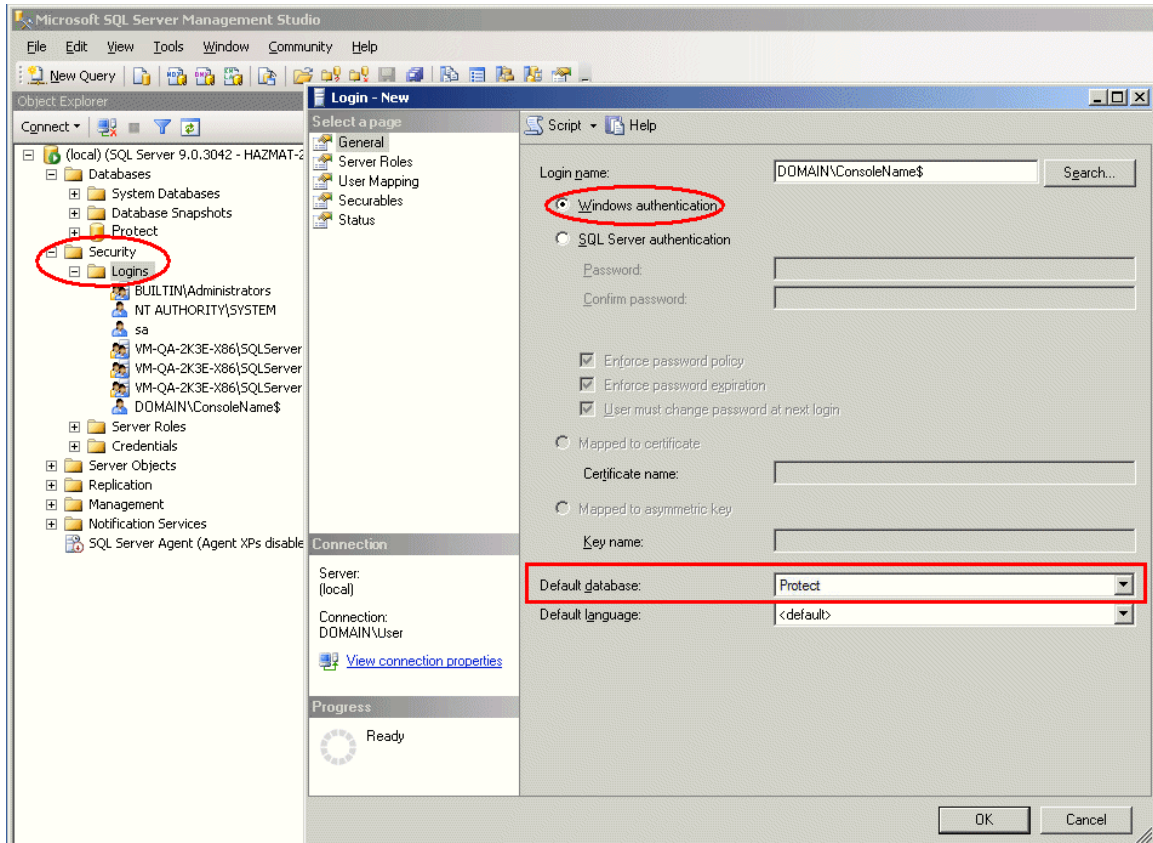 Microsoft SQL Server Management Studio
File Edit View Tools Window Community Help
New Query
Object Explorer
Connect
(local) (SQL Server 9.0.3042 - HAZMAT-2
Databases
System Databases
Database Snapshots
Protect
Security
Logins
BUILTIN\Administrators
NT AUTHORITY\SYSTEM
sa
VM-QA-2K3E-X86\SQLServer
VM-QA-2K3E-X86\SQLServer
VM-QA-2K3E-X86\SQLServer
DOMAIN\ConsoleName$
Server Roles
Credentials
Server Objects
Replication
Management
Notification Services
SQL Server Agent (Agent XPs disable
Login - New
Select a page
General
Server Roles
User Mapping
Securables
Status
Connection
Server:
(local)
Connection:
DOMAIN\User
View connection properties
Progress
Ready
Script Help
Login name: DOMAIN\ConsoleName$ Search...
Windows authentication
SQL Server authentication
Password:
Confirm password:
Enforce password policy
Enforce password expiration
User must change password at next login
Mapped to certificate
Certificate name:
Mapped to asymmetric key
Key name:
Default database: Protect
Default language: <default>
OK Cancel